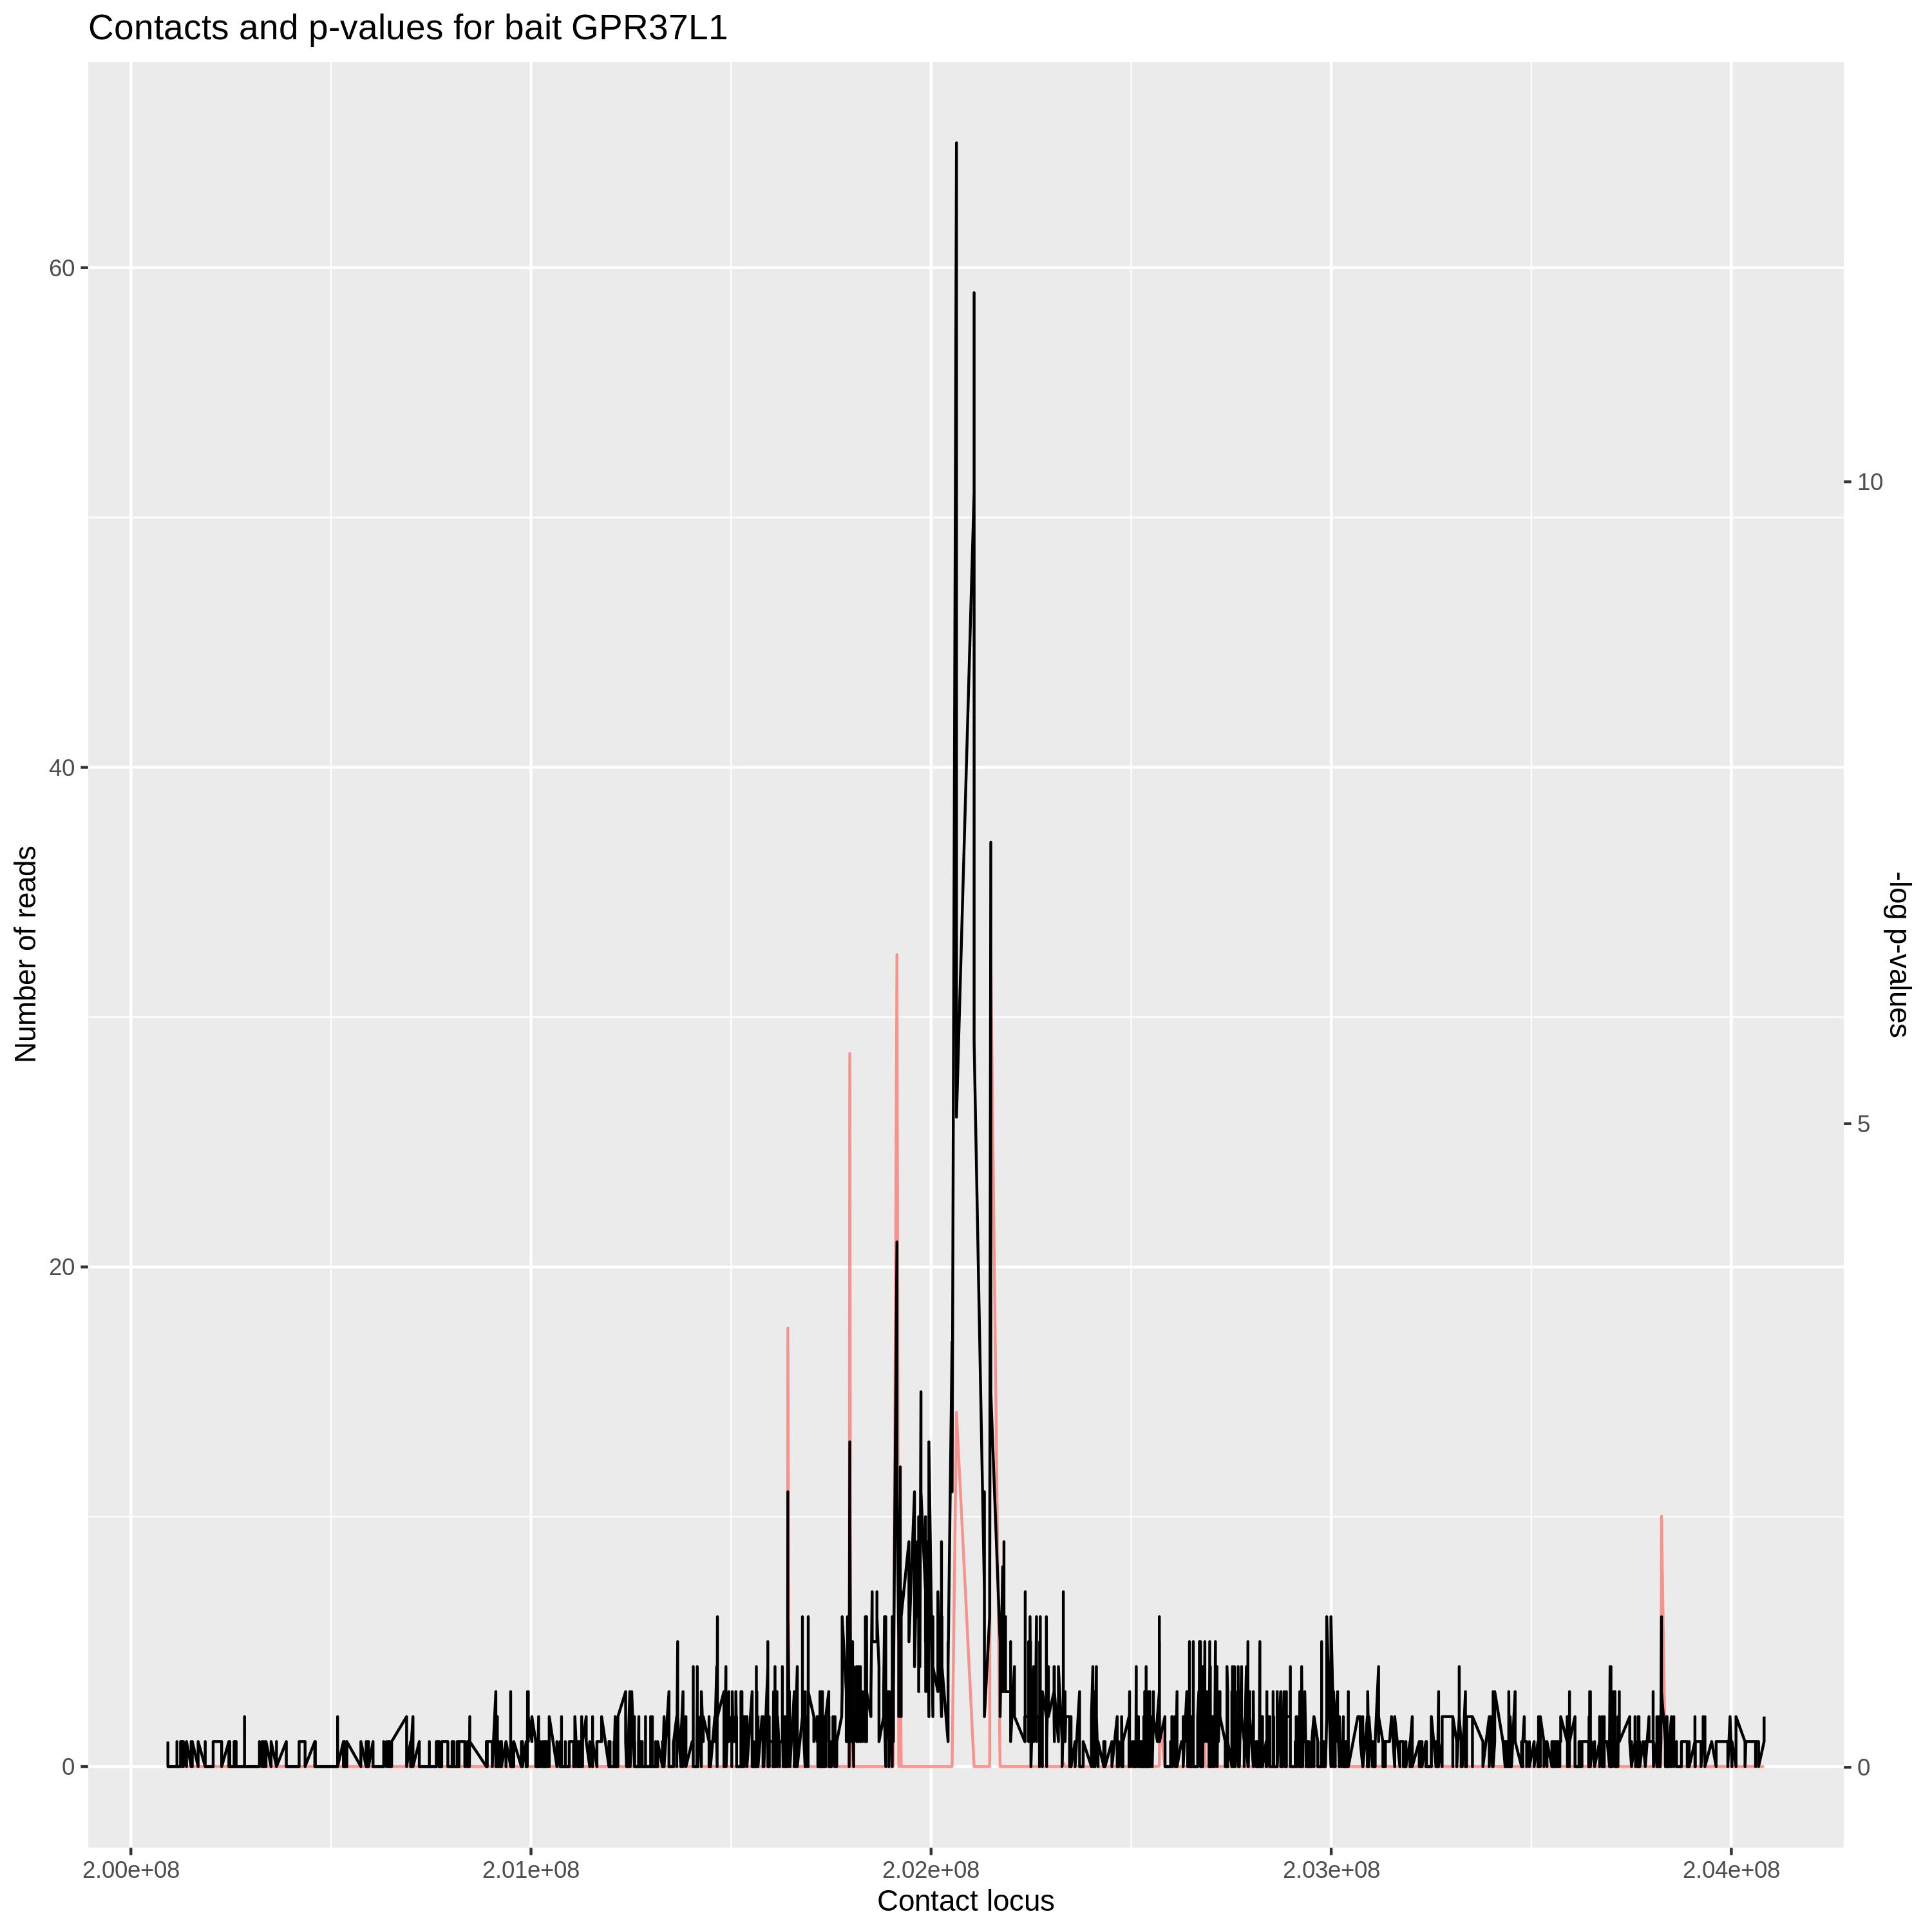 Contacts and p-values for bait GPR37L1
60
40
20
0
Number of reads
10
5
0
-log p-values
2.00e+08
2.01e+08
2.02e+08
2.03e+08
2.04e+08
Contact locus